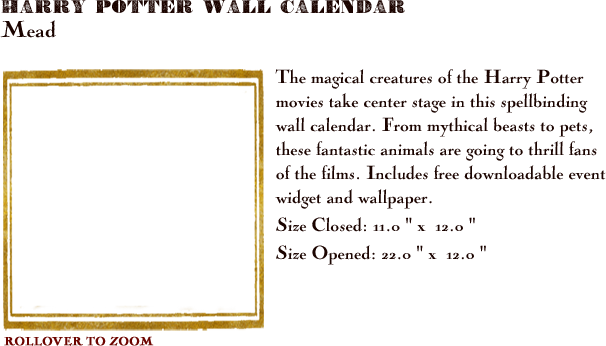 HARRY POTTER WALL CALENDAR
Mead
The magical creatures of the Harry Potter
movies take center stage in this spellbinding
wall calendar. From mythical beasts to pets,
these fantastic animals are going to thrill fans
of the films. Includes free downloadable event
widget and wallpaper.
Size Closed: 11.0 " x 12.0 "
Size Opened: 22.0 " x 12.0 "
ROLLOVER TO ZOOM